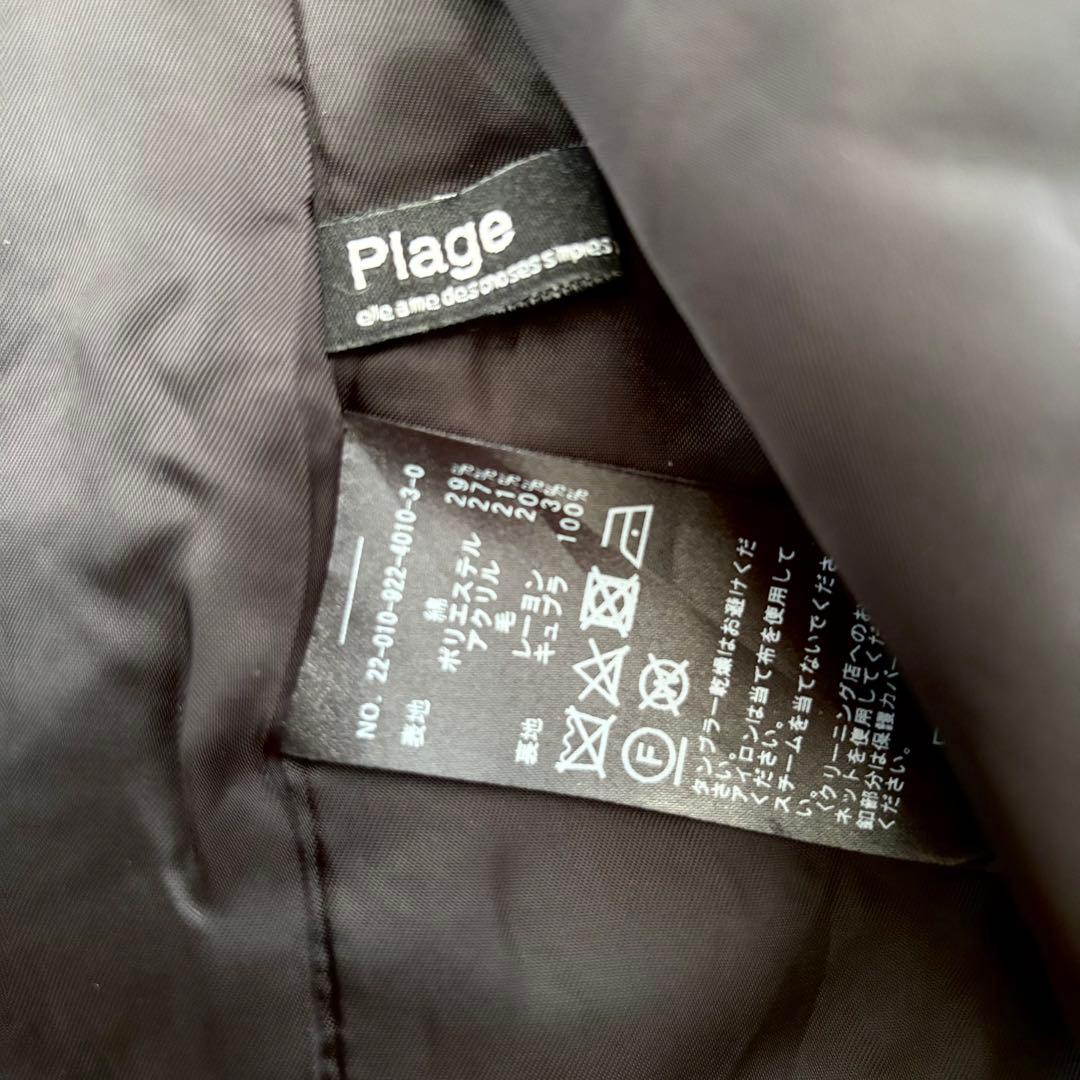 Plage
elle aime des choses simples
NO. 22-010-922-4010-3-0
表地 綿 29%
ポリエステル 27%
アクリル 21%
毛 20%
レーヨン 3%
裏地 キュプラ 100%
F
タンブラー乾燥はお避けくだ
さい。
アイロンは当て布を使用して
ください。
スチームを当てないでくださ
い。
〈クリーニング店へのお
ネットを使用してくだ
釦部分は保護カバー
ください。